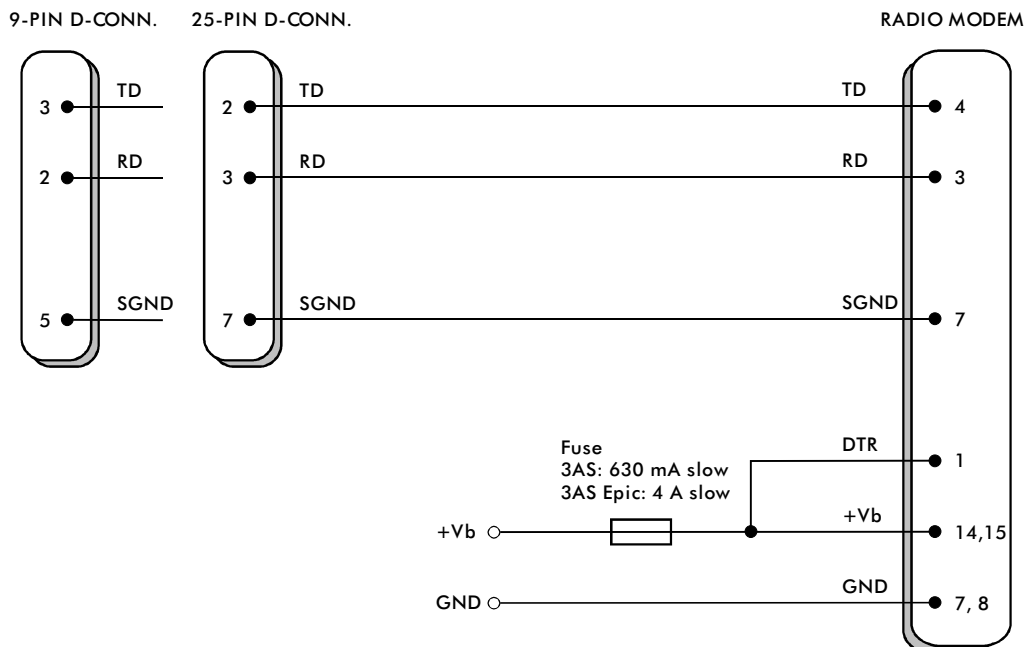 9-PIN D-CONN. 25-PIN D-CONN. RADIO MODEM
3 TD 2 TD TD 4
2 RD 3 RD RD 3
5 SGND 7 SGND SGND 7
Fuse
3AS: 630 mA slow
3AS Epic: 4 A slow
DTR 1
+Vb +Vb 14,15
GND GND 7, 8